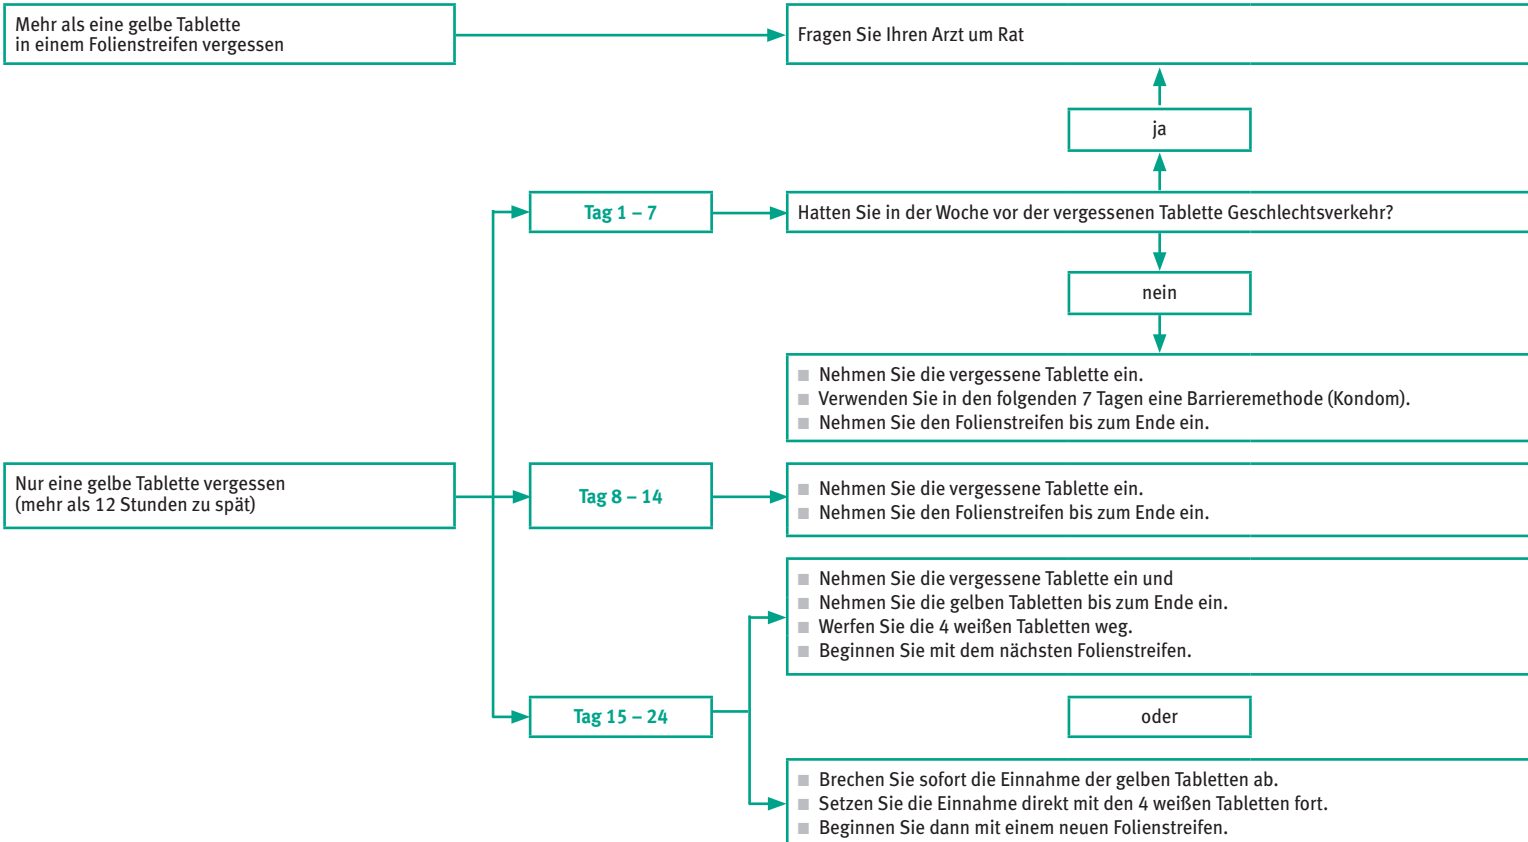 Mehr als eine gelbe Tablette
in einem Folienstreifen vergessen
Fragen Sie Ihren Arzt um Rat
ja
Tag 1 – 7
Hatten Sie in der Woche vor der vergessenen Tablette Geschlechtsverkehr?
nein
■ Nehmen Sie die vergessene Tablette ein.
■ Verwenden Sie in den folgenden 7 Tagen eine Barrieremethode (Kondom).
■ Nehmen Sie den Folienstreifen bis zum Ende ein.
Nur eine gelbe Tablette vergessen
(mehr als 12 Stunden zu spät)
Tag 8 – 14
■ Nehmen Sie die vergessene Tablette ein.
■ Nehmen Sie den Folienstreifen bis zum Ende ein.
■ Nehmen Sie die vergessene Tablette ein und
■ Nehmen Sie die gelben Tabletten bis zum Ende ein.
■ Werfen Sie die 4 weißen Tabletten weg.
■ Beginnen Sie mit dem nächsten Folienstreifen.
Tag 15 – 24
oder
■ Brechen Sie sofort die Einnahme der gelben Tabletten ab.
■ Setzen Sie die Einnahme direkt mit den 4 weißen Tabletten fort.
■ Beginnen Sie dann mit einem neuen Folienstreifen.